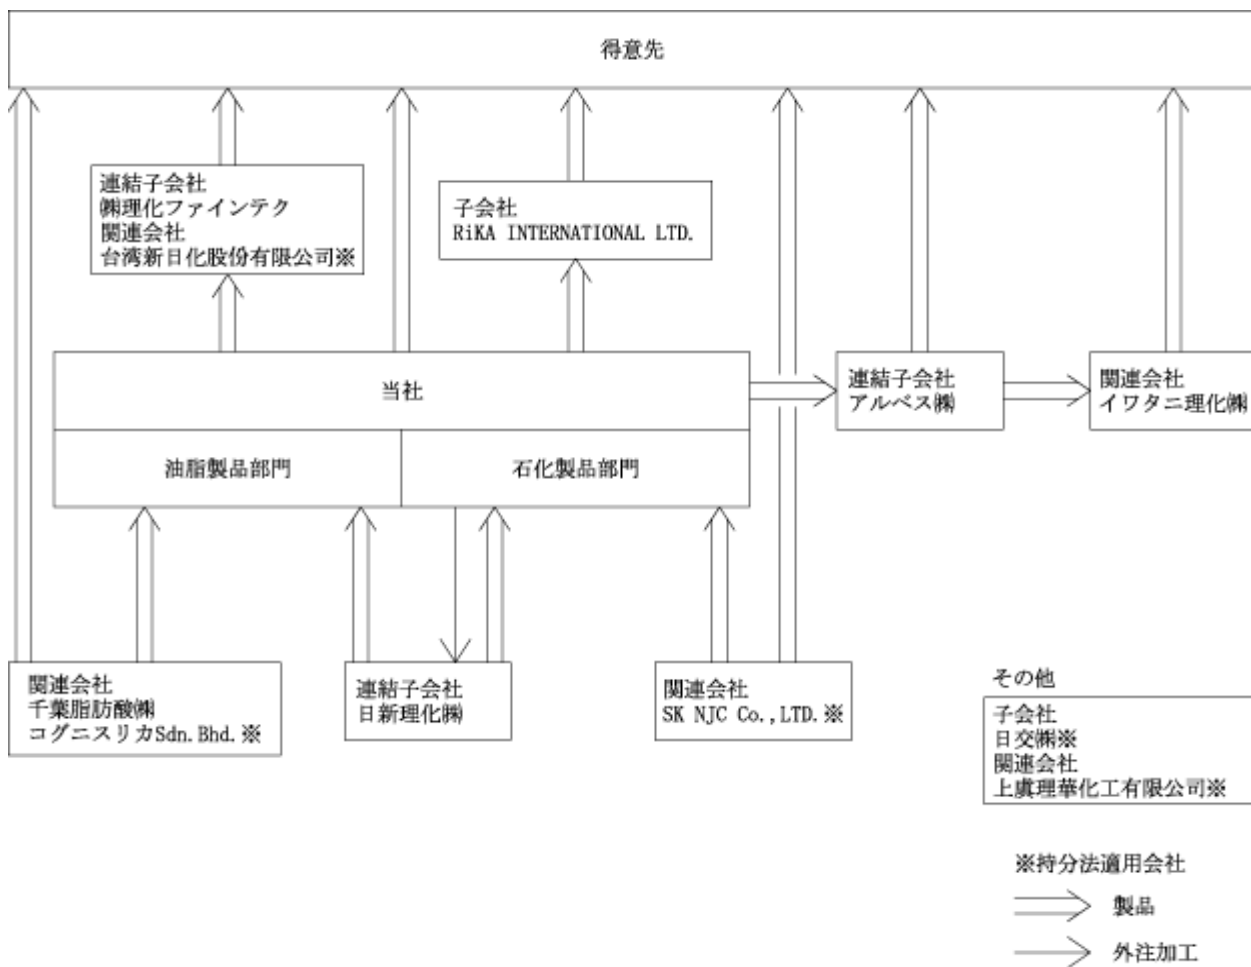 得意先
連結子会社
㈱理化ファインテク
関連会社
台湾新日化股份有限公司※
子会社
RiKA INTERNATIONAL LTD.
当社
油脂製品部門
石化製品部門
連結子会社
アルベス㈱
関連会社
イワタニ理化㈱
関連会社
千葉脂肪酸㈱
コグニスリカSdn.Bhd.※
連結子会社
日新理化㈱
関連会社
SK NJC Co.,LTD.※
その他
子会社
日交㈱※
関連会社
上虞理華化工有限公司※
※持分法適用会社
製品
外注加工